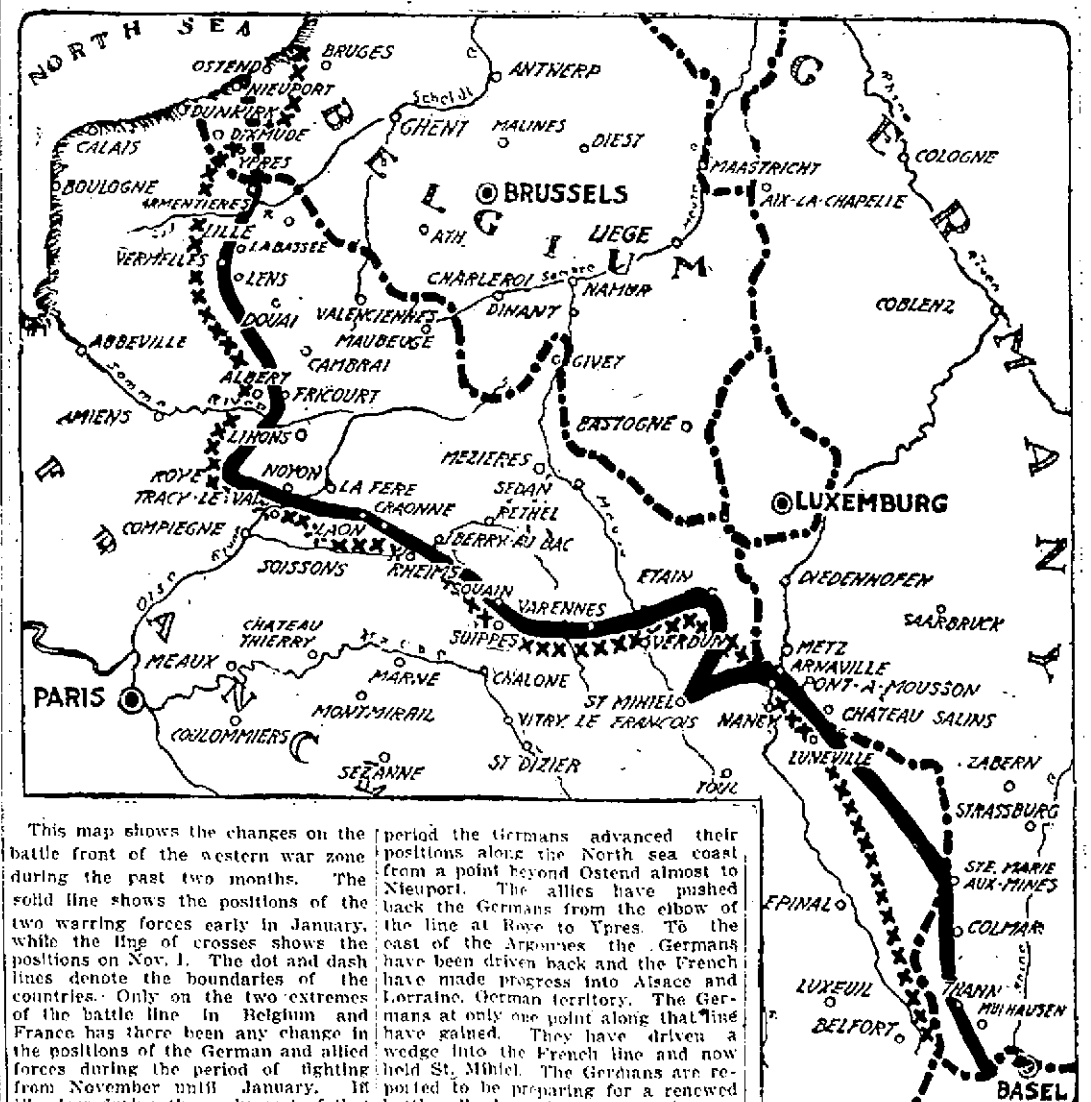 NORTH SEA
OSTEND
BRUGES
NIEUPORT
DUNKIRK
DIXMUDE
CALAIS
YPRES
BOULOGNE
ARMENTIERES
ANTWERP
Scheldt
GHENT
MALINES
DIEST
BELGIUM
BRUSSELS
ATH
LIEGE
MAASTRICHT
AIX-LA-CHAPELLE
Rhine
COLOGNE
GERMANY
River
COBLENZ
LILLE
LA BASSEE
VERMELLES
LENS
DOUAI
VALENCIENNES
CHARLEROI
Sambre
NAMUR
DINANT
MAUBEUGE
GIVET
ABBEVILLE
CAMBRAI
Somme
River
ALBERT
FRICOURT
AMIENS
LIHONS
BASTOGNE
MEZIERES
SEDAN
RETHEL
ROYE
NOYON
LA FERE
TRACY-LE-VAL
CRAONNE
LUXEMBURG
COMPIEGNE
LAON
BERRY-AU BAC
SOISSONS
RHEIMS
SOUAIN
ETAIN
DIEDENHOFEN
VARENNES
SAARBRUCK
FRANCE
Oise
CHATEAU
THIERRY
SUIPPES
VERDUN
METZ
ARNAVILLE
PONT-A-MOUSSON
MEAUX
MARNE
CHALONE
PARIS
MONTMIRAIL
ST MIHIEL
NANCY
CHATEAU SALINS
VITRY LE FRANCOIS
COULOMMIERS
SEZANNE
ST DIZIER
TOUL
LUNEVILLE
ZABERN
STRASSBURG
STE. MARIE
AUX-MINES
EPINAL
COLMAR
Rhine
LUXEUIL
THANN
MULHAUSEN
BELFORT
BASEL
This map shows the changes on the
battle front of the western war zone
during the past two months. The
solid line shows the positions of the
two warring forces early in January,
while the line of crosses shows the
positions on Nov. 1. The dot and dash
lines denote the boundaries of the
countries. Only on the two extremes
of the battle line in Belgium and
France has there been any change in
the positions of the German and allied
forces during the period of fighting
from November until January. In
period the Germans advanced their
positions along the North sea coast
from a point beyond Ostend almost to
Nieuport. The allies have pushed
back the Germans from the elbow of
the line at Roye to Ypres. To the
east of the Argonnes the Germans
have been driven back and the French
have made progress into Alsace and
Lorraine, German territory. The Ger-
mans at only one point along that line
have gained. They have driven a
wedge into the French line and now
hold St. Mihiel. The Germans are re-
ported to be preparing for a renewed